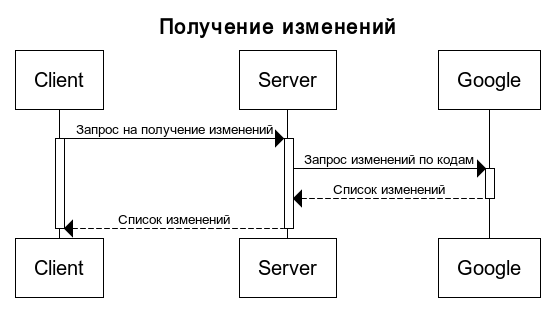 Получение изменений
Client Server Google
Запрос на получение изменений
Запрос изменений по кодам
Список изменений
Список изменений
Client Server Google